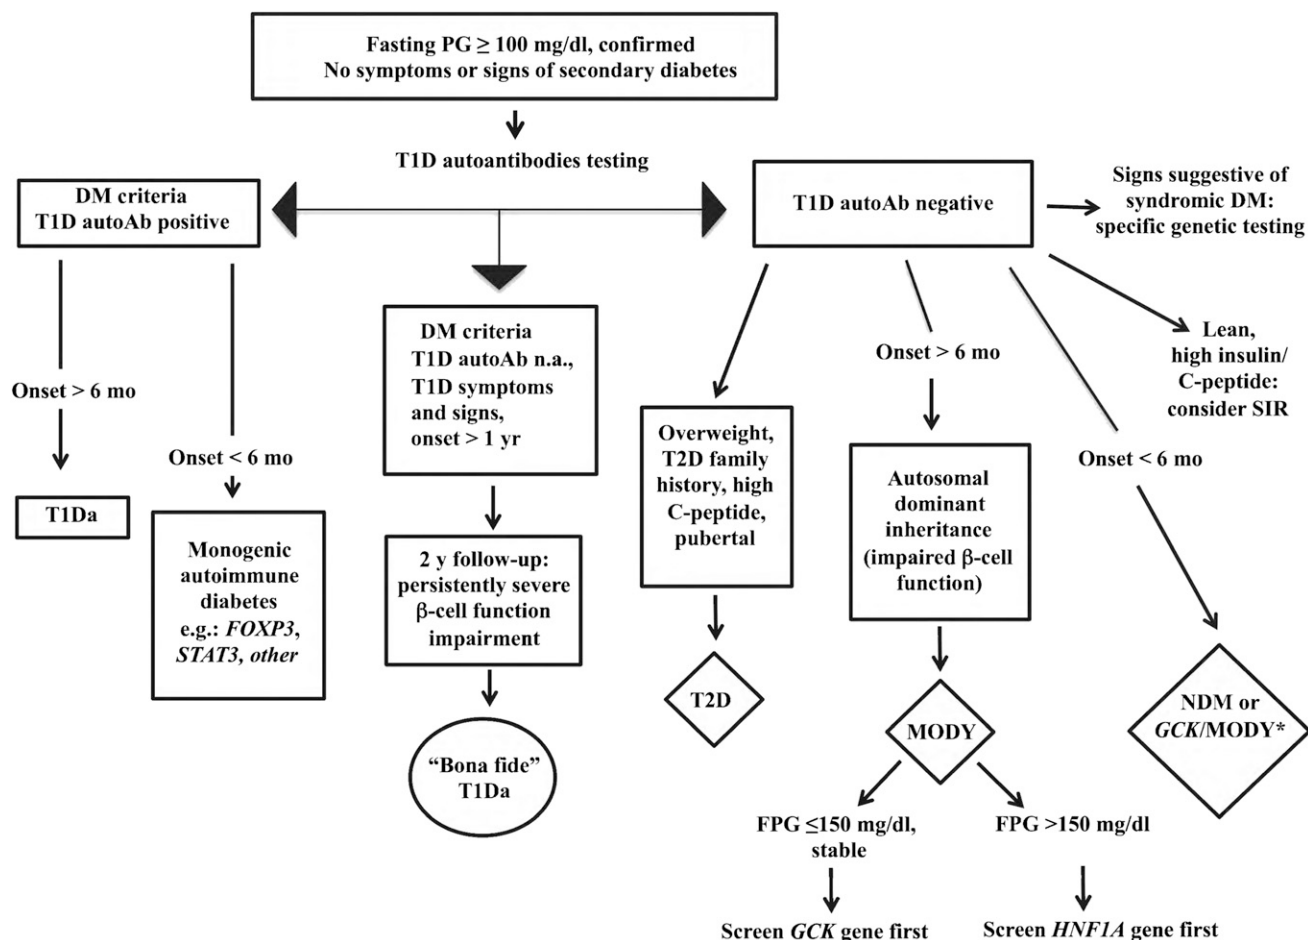 Fasting PG ≥ 100 mg/dl, confirmed
No symptoms or signs of secondary diabetes
T1D autoantibodies testing
DM criteria
T1D autoAb positive
T1D autoAb negative
Signs suggestive of
syndromic DM:
specific genetic testing
Onset > 6 mo
T1Da
Onset < 6 mo
Monogenic
autoimmune
diabetes
e.g.: FOXP3,
STAT3, other
DM criteria
T1D autoAb n.a.,
T1D symptoms
and signs,
onset > 1 yr
2 y follow-up:
persistently severe
β-cell function
impairment
“Bona fide”
T1Da
Overweight,
T2D family
history, high
C-peptide,
pubertal
T2D
Onset > 6 mo
Autosomal
dominant
inheritance
(impaired β-cell
function)
MODY
FPG ≤150 mg/dl,
stable
Screen GCK gene first
FPG >150 mg/dl
Screen HNF1A gene first
Lean,
high insulin/
C-peptide:
consider SIR
Onset < 6 mo
NDM or
GCK/MODY*